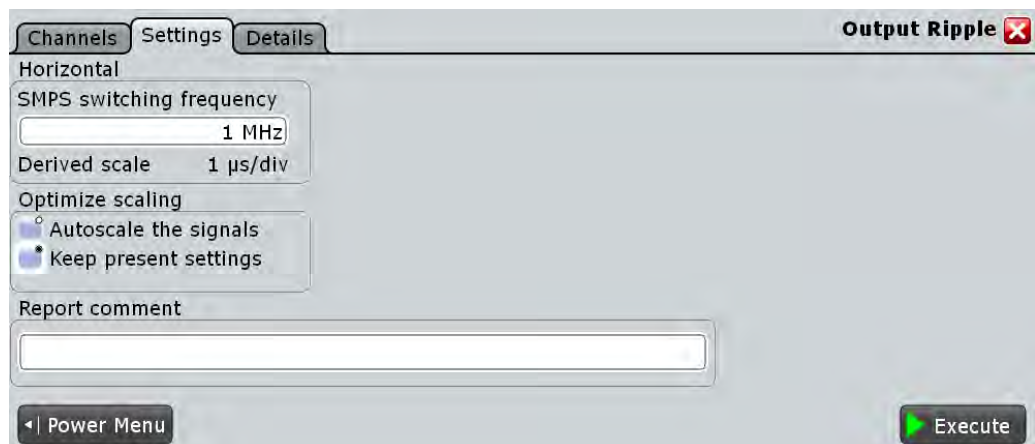 Channels Settings Details Output Ripple
Horizontal
SMPS switching frequency
1 MHz
Derived scale 1 µs/div
Optimize scaling
Autoscale the signals
Keep present settings
Report comment
Power Menu Execute